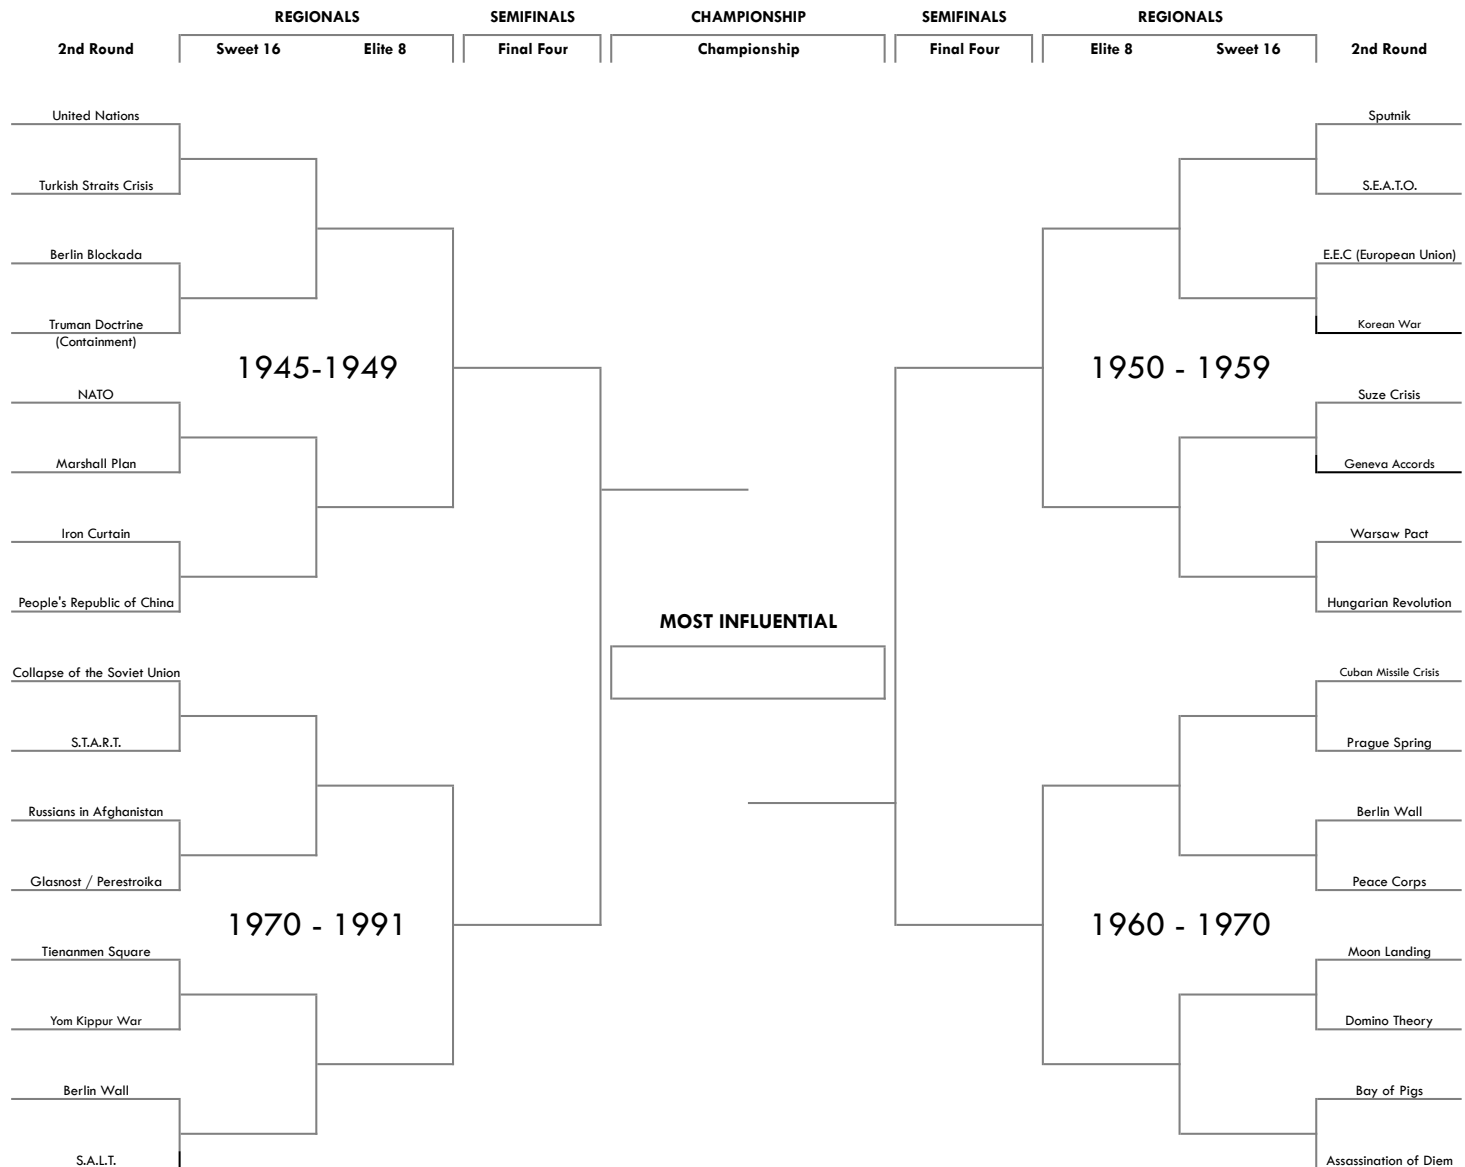 REGIONALS SEMIFINALS CHAMPIONSHIP SEMIFINALS REGIONALS
2nd Round Sweet 16 Elite 8 Final Four Championship Final Four Elite 8 Sweet 16 2nd Round
United Nations Sputnik
Turkish Straits Crisis S.E.A.T.O.
Berlin Blockada E.E.C (European Union)
Truman Doctrine Korean War
(Containment)
1945-1949 1950 - 1959
NATO Suze Crisis
Marshall Plan Geneva Accords
Iron Curtain Warsaw Pact
People's Republic of China Hungarian Revolution
MOST INFLUENTIAL
Collapse of the Soviet Union Cuban Missile Crisis
S.T.A.R.T. Prague Spring
Russians in Afghanistan Berlin Wall
Glasnost / Perestroika Peace Corps
1970 - 1991 1960 - 1970
Tienanmen Square Moon Landing
Yom Kippur War Domino Theory
Berlin Wall Bay of Pigs
S.A.L.T. Assassination of Diem